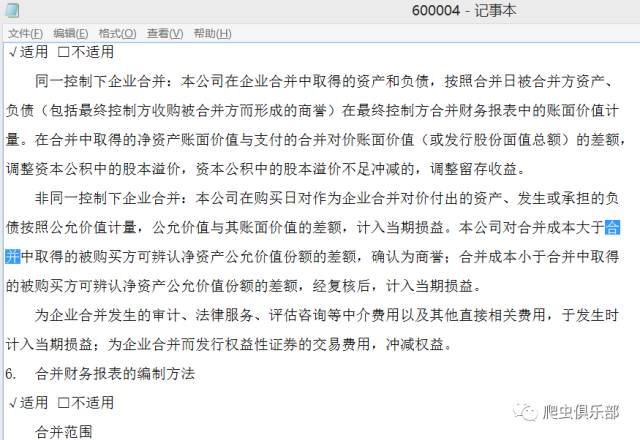 600004 - 记事本
文件(F) 编辑(E) 格式(O) 查看(V) 帮助(H)
√适用 □不适用
同一控制下企业合并：本公司在企业合并中取得的资产和负债，按照合并日被合并方资产、
负债（包括最终控制方收购被合并方而形成的商誉）在最终控制方合并财务报表中的账面价值计
量。在合并中取得的净资产账面价值与支付的合并对价账面价值（或发行股份面值总额）的差额，
调整资本公积中的股本溢价，资本公积中的股本溢价不足冲减的，调整留存收益。
非同一控制下企业合并：本公司在购买日对作为企业合并对价付出的资产、发生或承担的负
债按照公允价值计量，公允价值与其账面价值的差额，计入当期损益。本公司对合并成本大于合
并中取得的被购买方可辨认净资产公允价值份额的差额，确认为商誉；合并成本小于合并中取得
的被购买方可辨认净资产公允价值份额的差额，经复核后，计入当期损益。
为企业合并发生的审计、法律服务、评估咨询等中介费用以及其他直接相关费用，于发生时
计入当期损益；为企业合并而发行权益性证券的交易费用，冲减权益。
6. 合并财务报表的编制方法
√适用 □不适用
合并范围
爬虫俱乐部